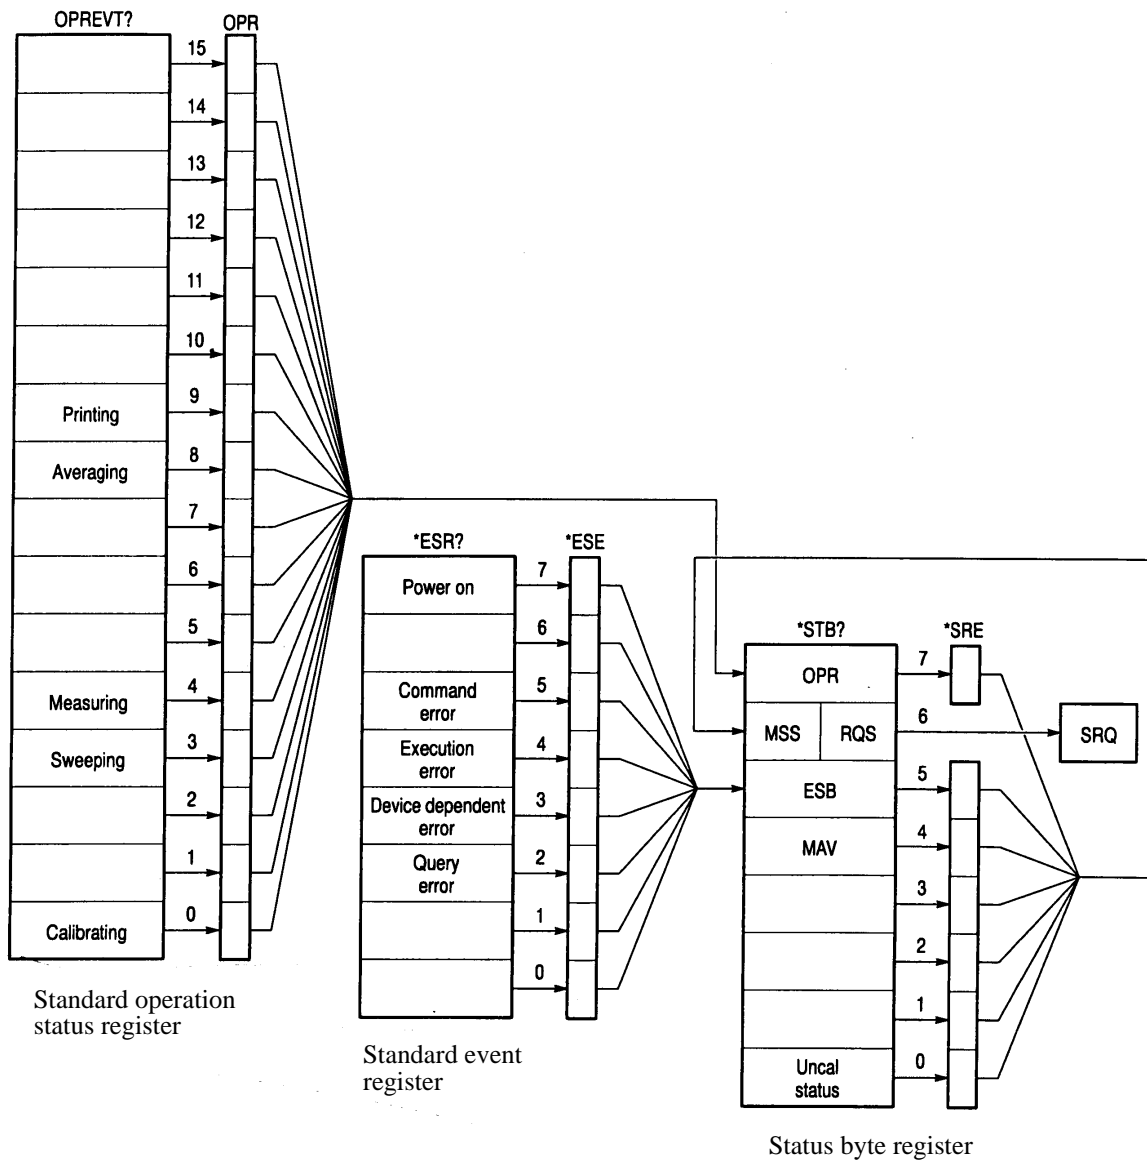 OPREVT?
OPR
15
14
13
12
11
10
Printing
9
Averaging
8
7
6
5
Measuring
4
Sweeping
3
2
1
Calibrating
0
Standard operation
status register
*ESR?
*ESE
Power on
7
6
Command
error
5
Execution
error
4
Device dependent
error
3
Query
error
2
1
0
Standard event
register
*STB?
*SRE
OPR
7
MSS
RQS
6
SRQ
ESB
5
MAV
4
3
2
1
Uncal
status
0
Status byte register